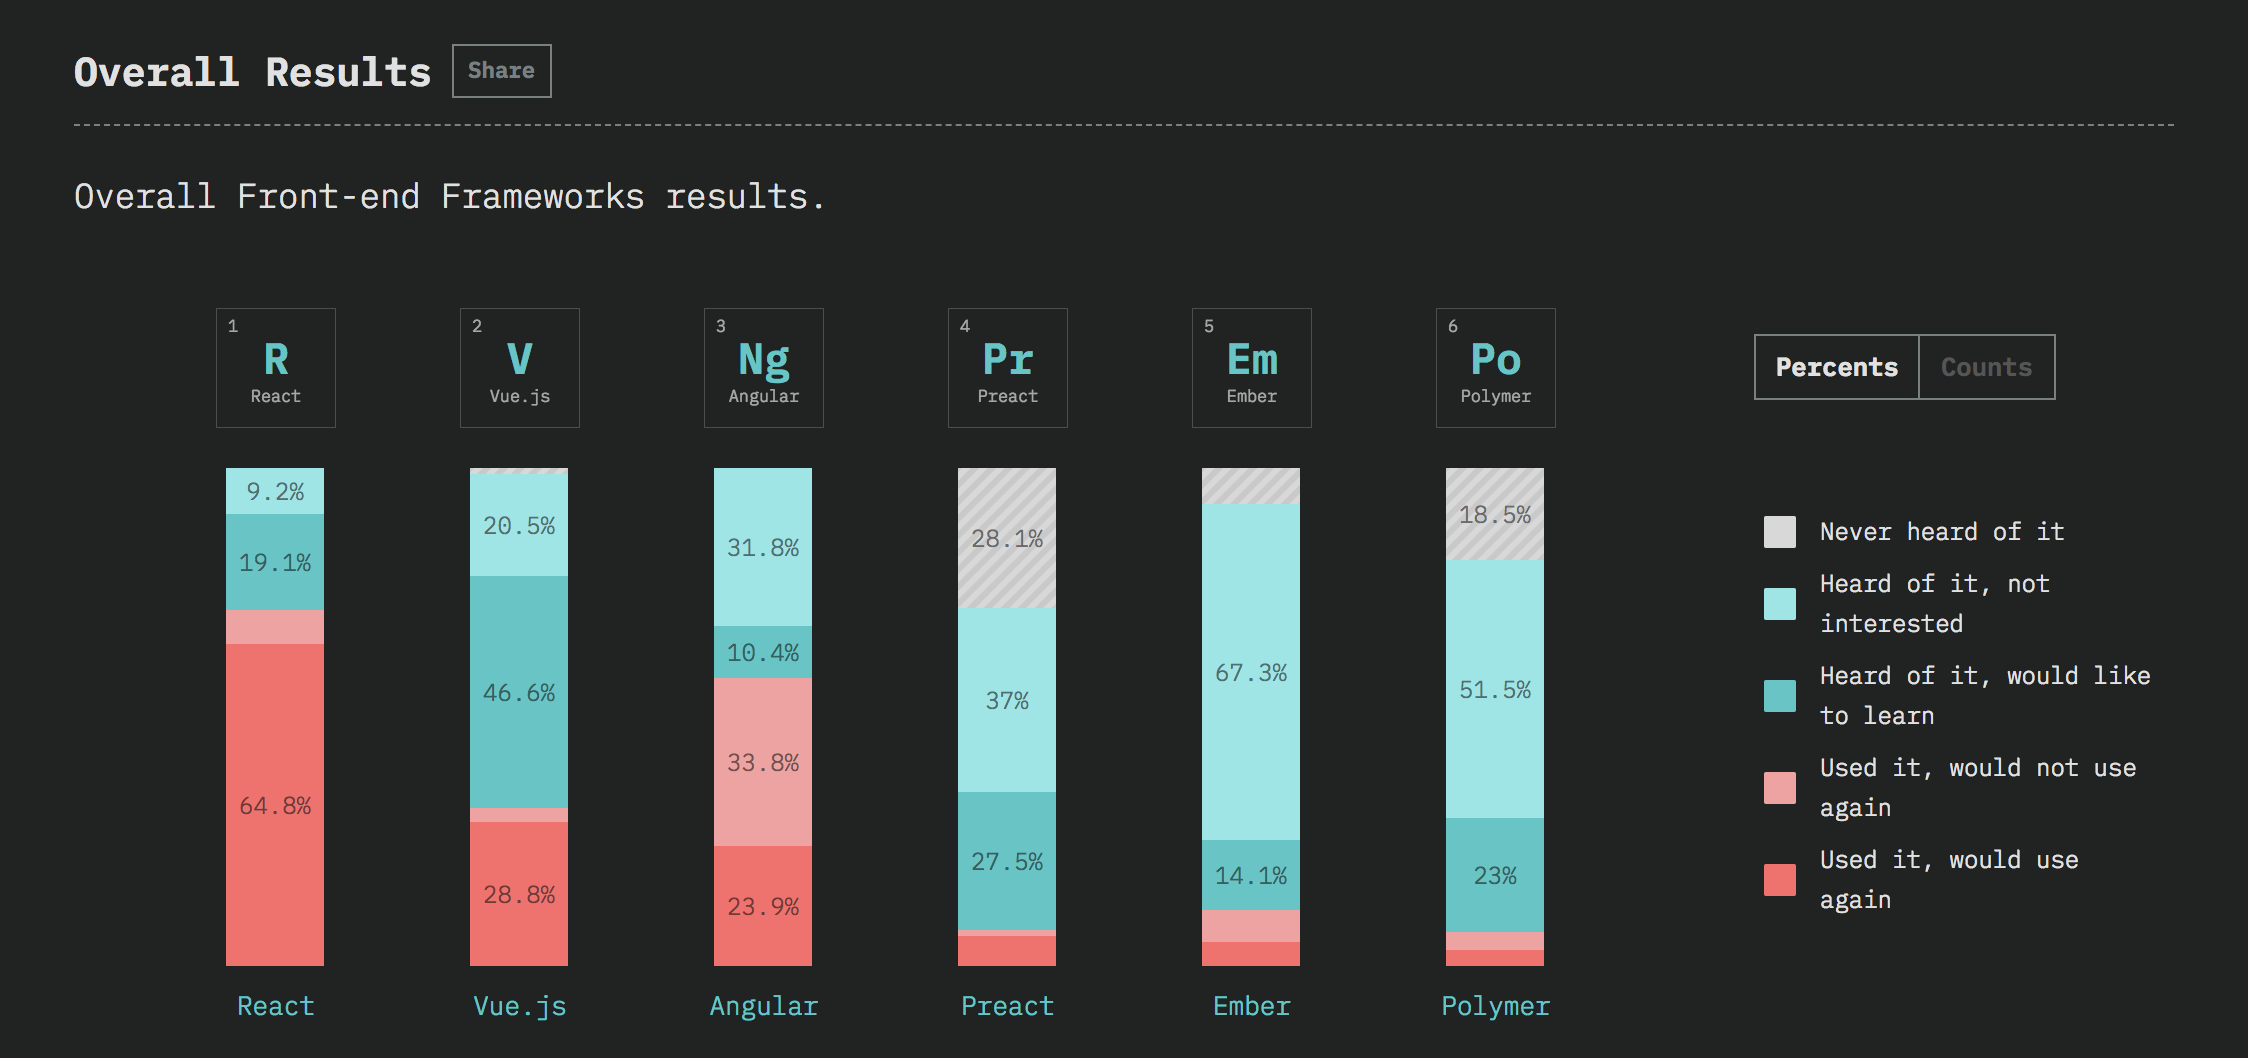 Overall Results
Share
Overall Front-end Frameworks results.
1
R
React
2
V
Vue.js
3
Ng
Angular
4
Pr
Preact
5
Em
Ember
6
Po
Polymer
Percents
Counts
9.2%
19.1%
64.8%
20.5%
46.6%
28.8%
31.8%
10.4%
33.8%
23.9%
28.1%
37%
27.5%
67.3%
14.1%
18.5%
51.5%
23%
React
Vue.js
Angular
Preact
Ember
Polymer
Never heard of it
Heard of it, not
interested
Heard of it, would like
to learn
Used it, would not use
again
Used it, would use
again